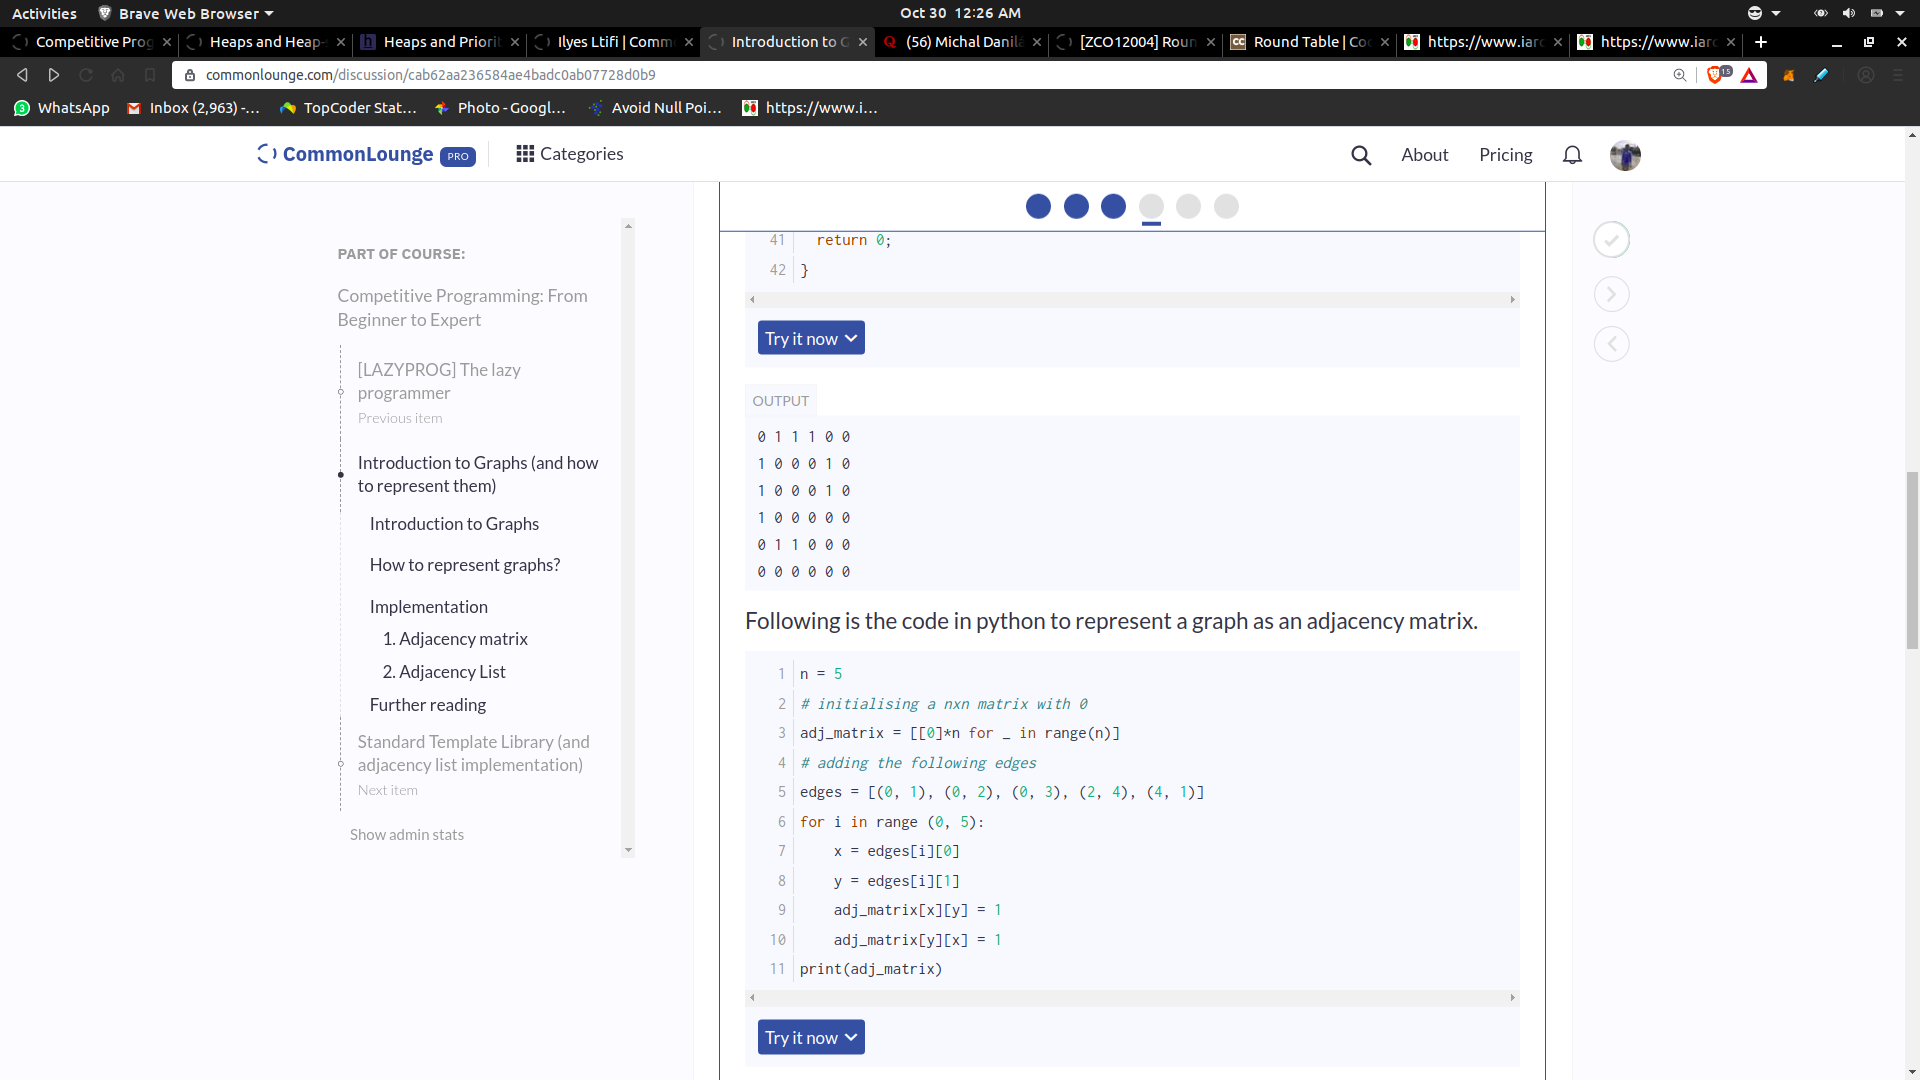 Activities Brave Web Browser Oct 30 12:26 AM
Competitive Prog Heaps and Heap- Heaps and Priorit Ilyes Ltifi | Comm Introduction to G (56) Michal Danilá [ZCO12004] Roun CC Round Table | Co https://www.iarc https://www.iarc
commonlounge.com/discussion/cab62aa236584ae4badc0ab07728d0b9 15
3 WhatsApp Inbox (2,963) -... TopCoder Stat... Photo - Googl... Avoid Null Poi... https://www.i...
CommonLounge PRO Categories About Pricing
PART OF COURSE:
Competitive Programming: From
Beginner to Expert
[LAZYPROG] The lazy
programmer
Previous item
Introduction to Graphs (and how
to represent them)
Introduction to Graphs
How to represent graphs?
Implementation
1. Adjacency matrix
2. Adjacency List
Further reading
Standard Template Library (and
adjacency list implementation)
Next item
Show admin stats
41 return 0;
42 }
Try it now
OUTPUT
0 1 1 1 0 0
1 0 0 0 1 0
1 0 0 0 1 0
1 0 0 0 0 0
0 1 1 0 0 0
0 0 0 0 0 0
Following is the code in python to represent a graph as an adjacency matrix.
1 n = 5
2 # initialising a nxn matrix with 0
3 adj_matrix = [[0]*n for _ in range(n)]
4 # adding the following edges
5 edges = [(0, 1), (0, 2), (0, 3), (2, 4), (4, 1)]
6 for i in range (0, 5):
7 x = edges[i][0]
8 y = edges[i][1]
9 adj_matrix[x][y] = 1
10 adj_matrix[y][x] = 1
11 print(adj_matrix)
Try it now